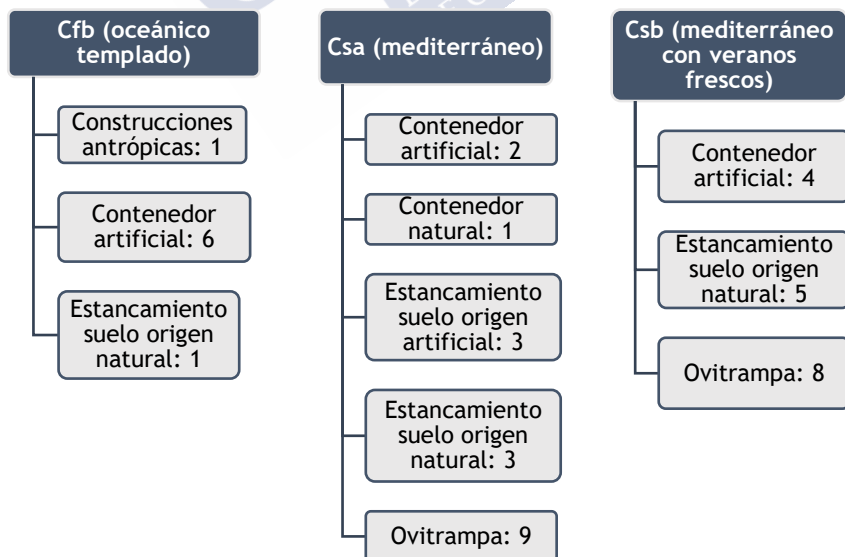 Cfb (oceánico
templado)
Construcciones
antrópicas: 1
Contenedor
artificial: 6
Estancamiento
suelo origen
natural: 1
Csa (mediterráneo)
Contenedor
artificial: 2
Contenedor
natural: 1
Estancamiento
suelo origen
artificial: 3
Estancamiento
suelo origen
natural: 3
Ovitrampa: 9
Csb (mediterráneo
con veranos
frescos)
Contenedor
artificial: 4
Estancamiento
suelo origen
natural: 5
Ovitrampa: 8